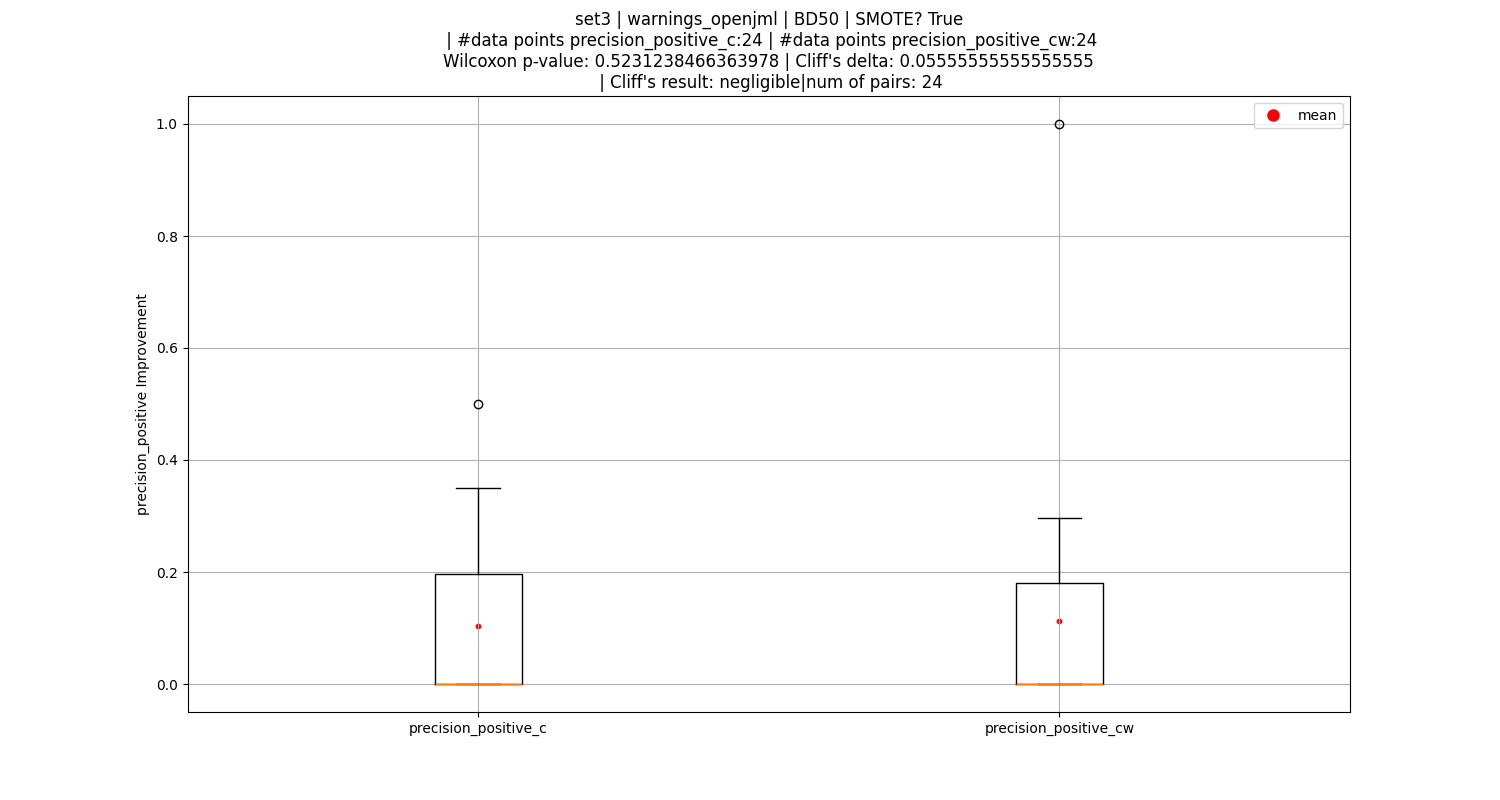 set3 | warnings_openjml | BD50 | SMOTE? True
| #data points precision_positive_c:24 | #data points precision_positive_cw:24
Wilcoxon p-value: 0.5231238466363978 | Cliff's delta: 0.05555555555555555
| Cliff's result: negligible|num of pairs: 24
mean
1.0
0.8
0.6
0.4
0.2
0.0
precision_positive Improvement
precision_positive_c
precision_positive_cw